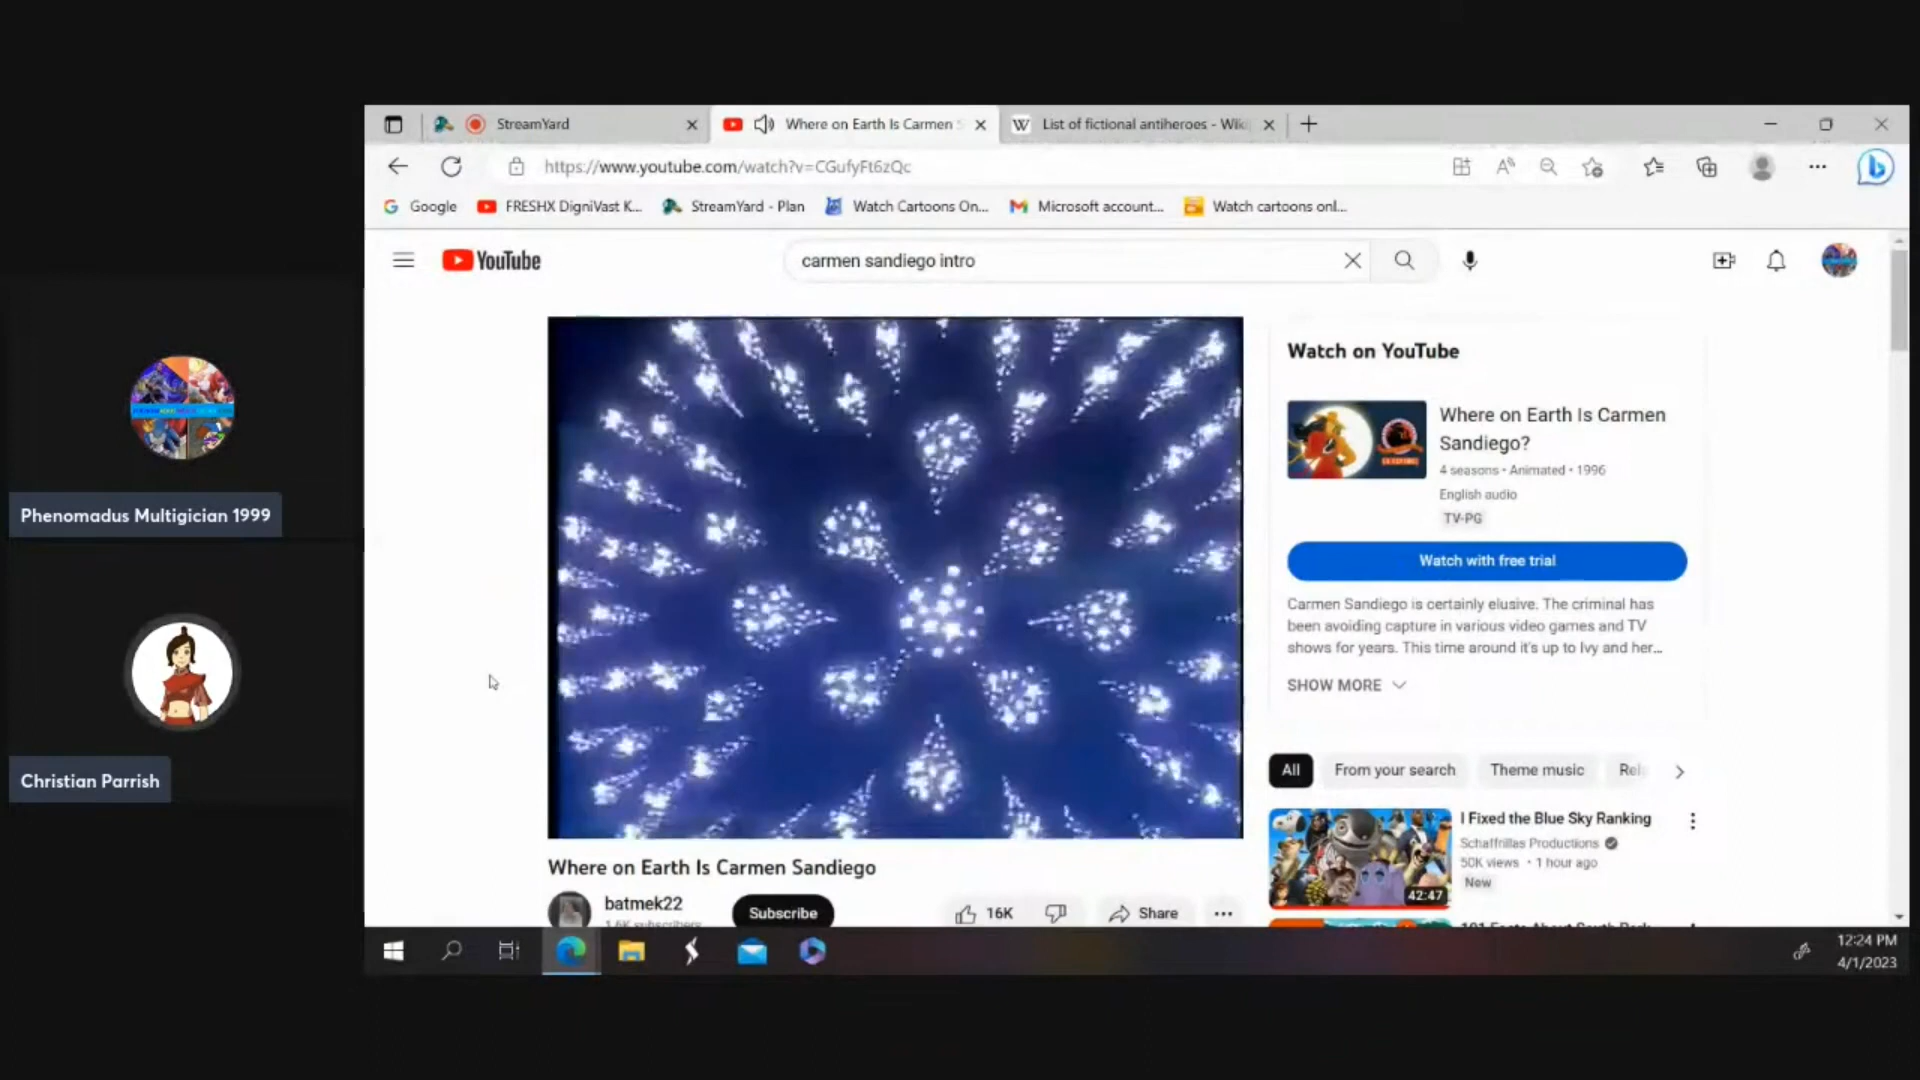 Phenomadus Multigician 1999
Christian Parrish
StreamYard
Where on Earth Is Carmen
List of fictional antiheroes - Wiki
https://www.youtube.com/watch?v=CGufyFt6zQc
Google
FRESHX DigniVast K...
StreamYard - Plan
Watch Cartoons On...
Microsoft account...
Watch cartoons onl...
YouTube
carmen sandiego intro
Watch on YouTube
Where on Earth Is Carmen
Sandiego?
4 seasons • Animated • 1996
English audio
TV-PG
Watch with free trial
Carmen Sandiego is certainly elusive. The criminal has
been avoiding capture in various video games and TV
shows for years. This time around it's up to Ivy and her...
SHOW MORE
All
From your search
Theme music
Rel
I Fixed the Blue Sky Ranking
Schaffrillas Productions
50K views • 1 hour ago
New
42:47
Where on Earth Is Carmen Sandiego
batmek22
1.6K subscribers
Subscribe
16K
Share
12:24 PM
4/1/2023